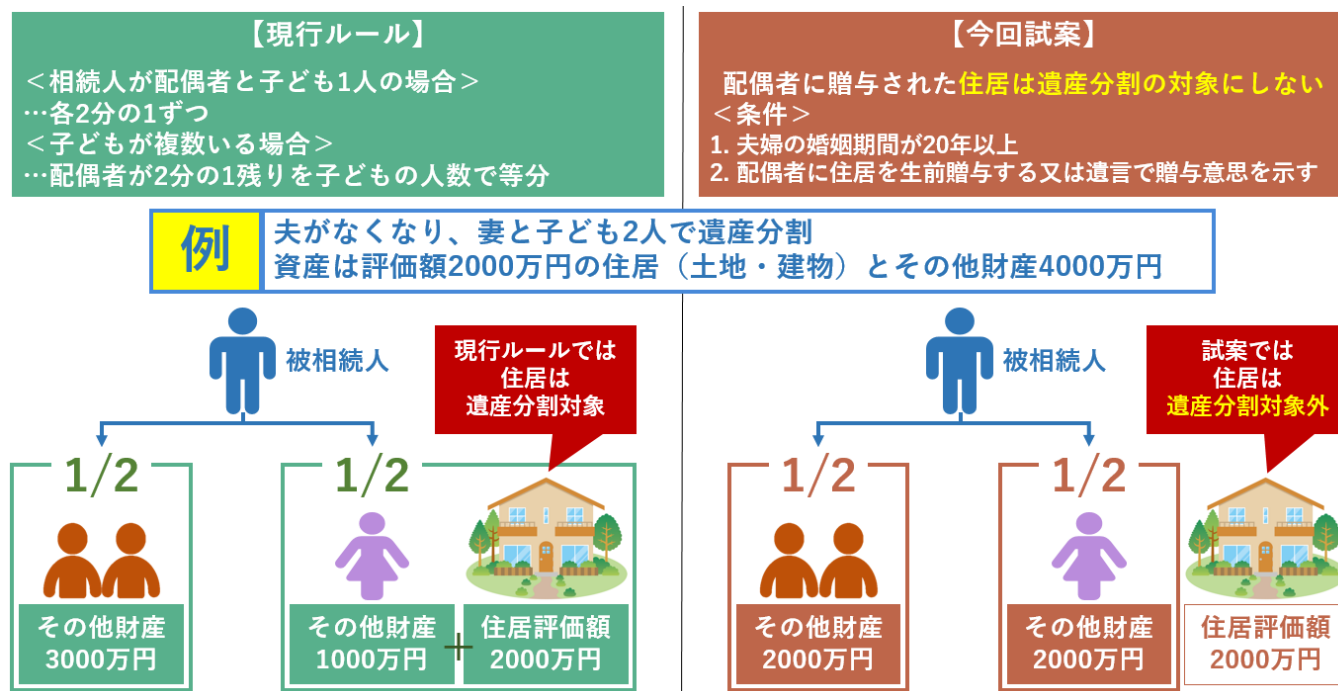 【現行ルール】
＜相続人が配偶者と子ども1人の場合＞
…各2分の1ずつ
＜子どもが複数いる場合＞
…配偶者が2分の1残りを子どもの人数で等分
【今回試案】
配偶者に贈与された住居は遺産分割の対象にしない
＜条件＞
1. 夫婦の婚姻期間が20年以上
2. 配偶者に住居を生前贈与する又は遺言で贈与意思を示す
例
夫がなくなり、妻と子ども2人で遺産分割
資産は評価額2000万円の住居（土地・建物）とその他財産4000万円
被相続人
現行ルールでは
住居は
遺産分割対象
1/2
1/2
その他財産
3000万円
その他財産
1000万円
+
住居評価額
2000万円
被相続人
試案では
住居は
遺産分割対象外
1/2
1/2
その他財産
2000万円
その他財産
2000万円
住居評価額
2000万円